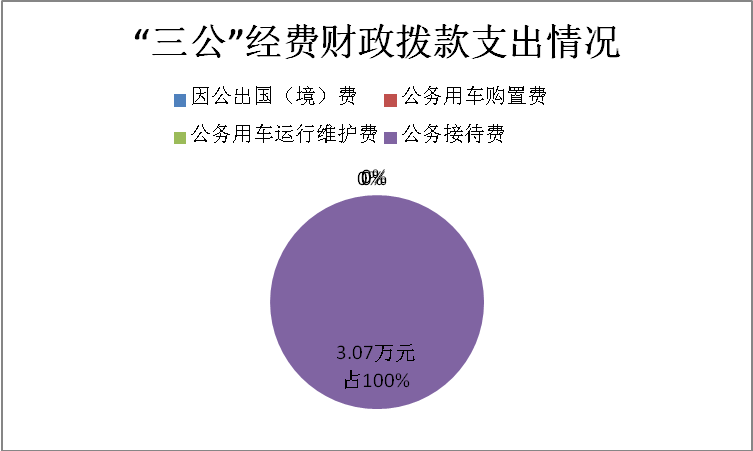 “三公”经费财政拨款支出情况
因公出国（境）费 公务用车购置费
公务用车运行维护费 公务接待费
0% 0%
3.07万元
占100%